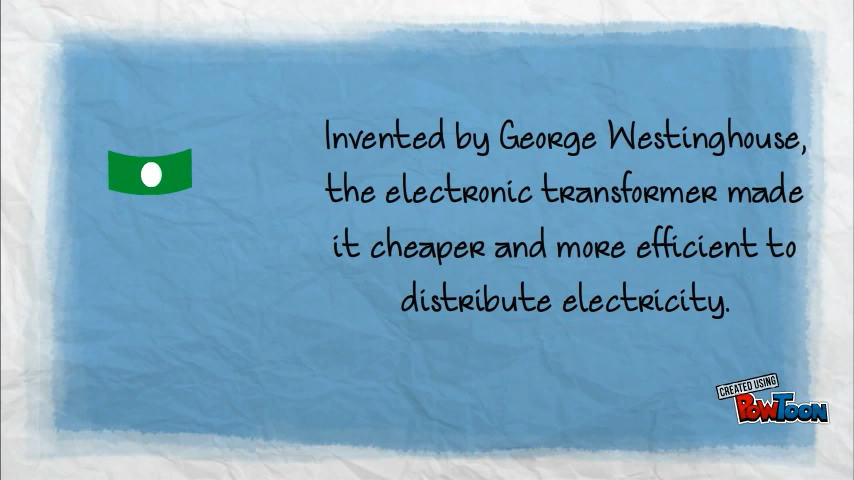 Invented by George Westinghouse,
the electronic transformer made
it cheaper and more efficient to
distribute electricity.
CREATED USING
POWTOON